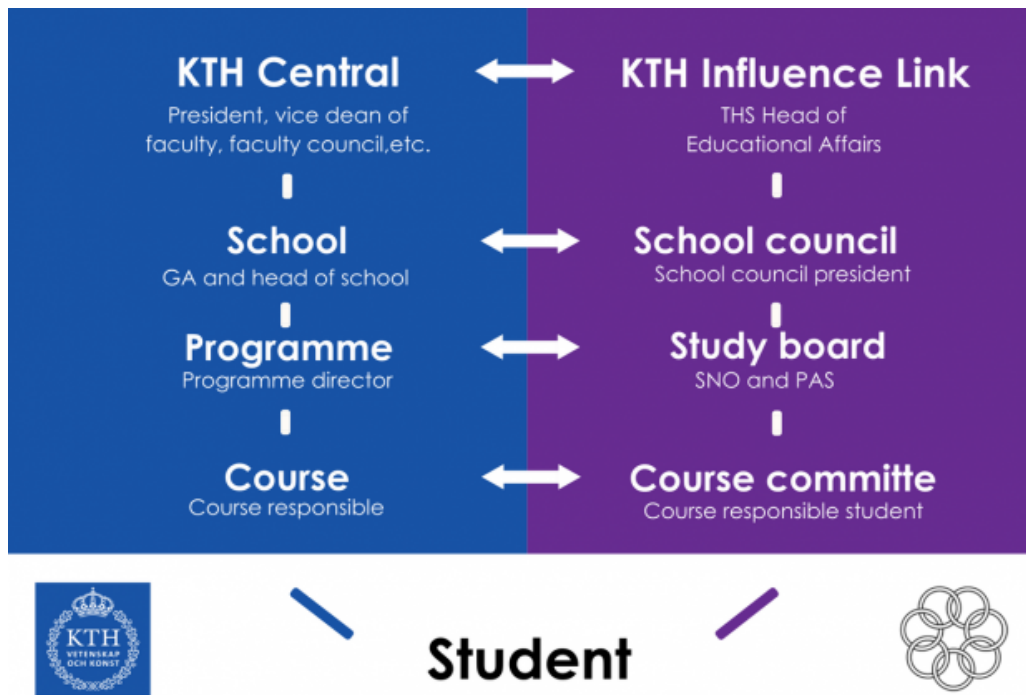 KTH Central
President, vice dean of
faculty, faculty council,etc.
School
GA and head of school
Programme
Programme director
Course
Course responsible
KTH Influence Link
THS Head of
Educational Affairs
School council
School council president
Study board
SNO and PAS
Course committe
Course responsible student
KTH
VETENSKAP
OCH KONST
Student